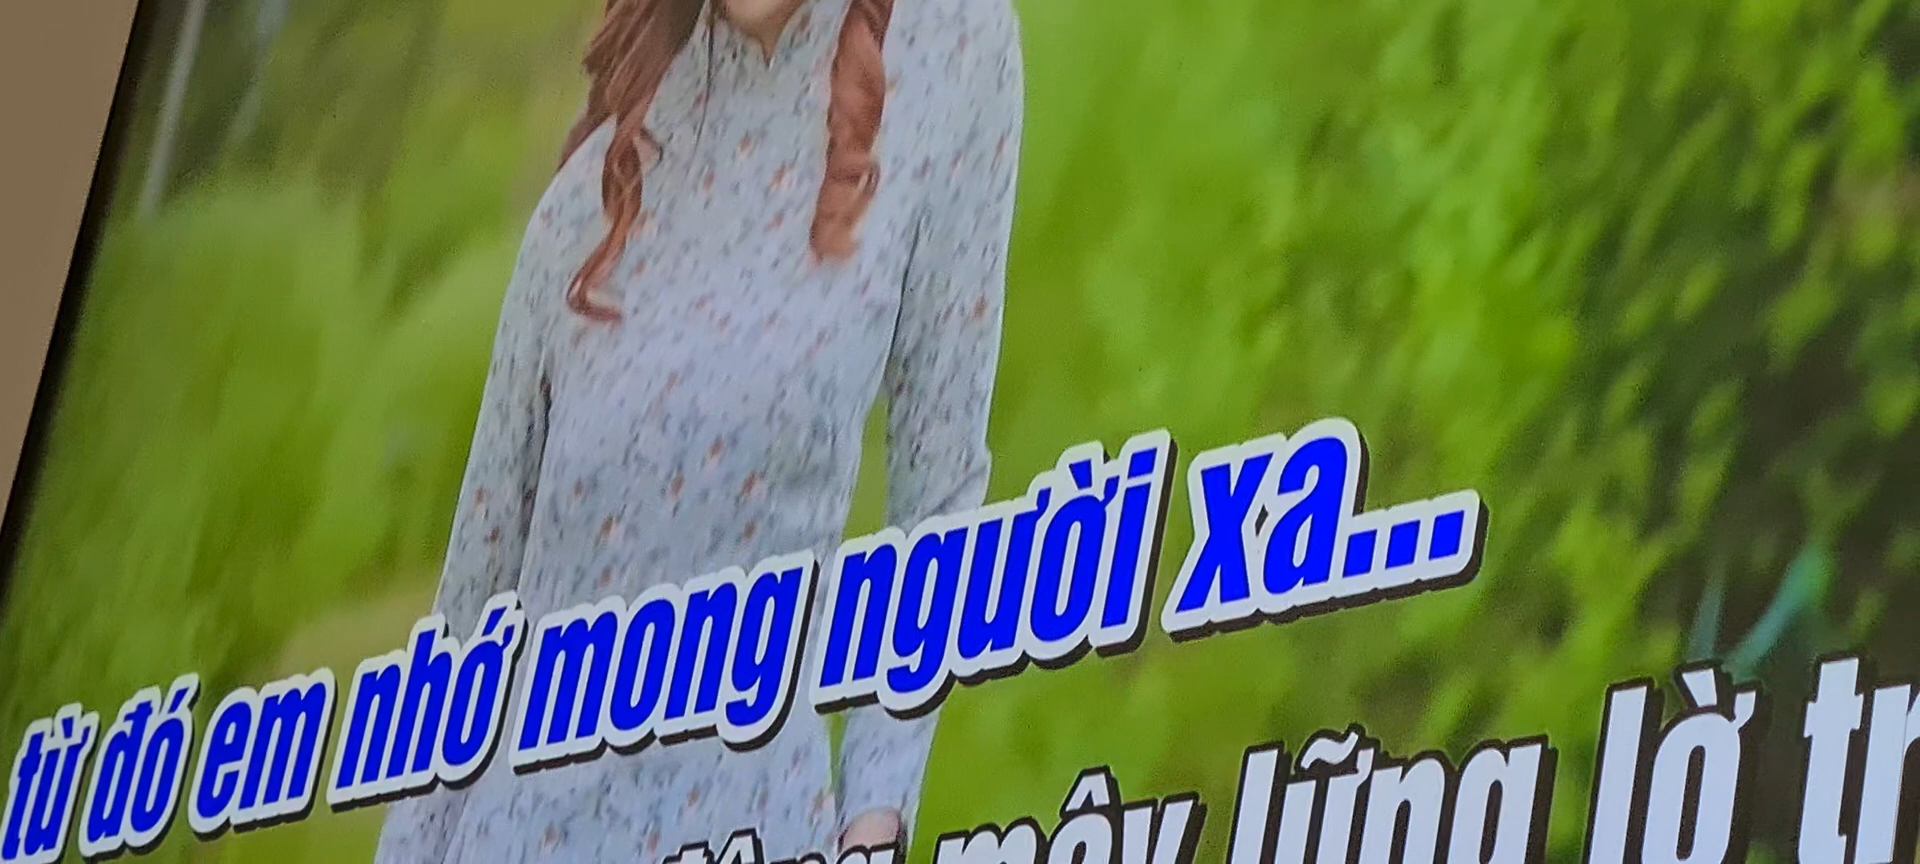 từ đó em nhớ mong người xa...
mây lững lờ